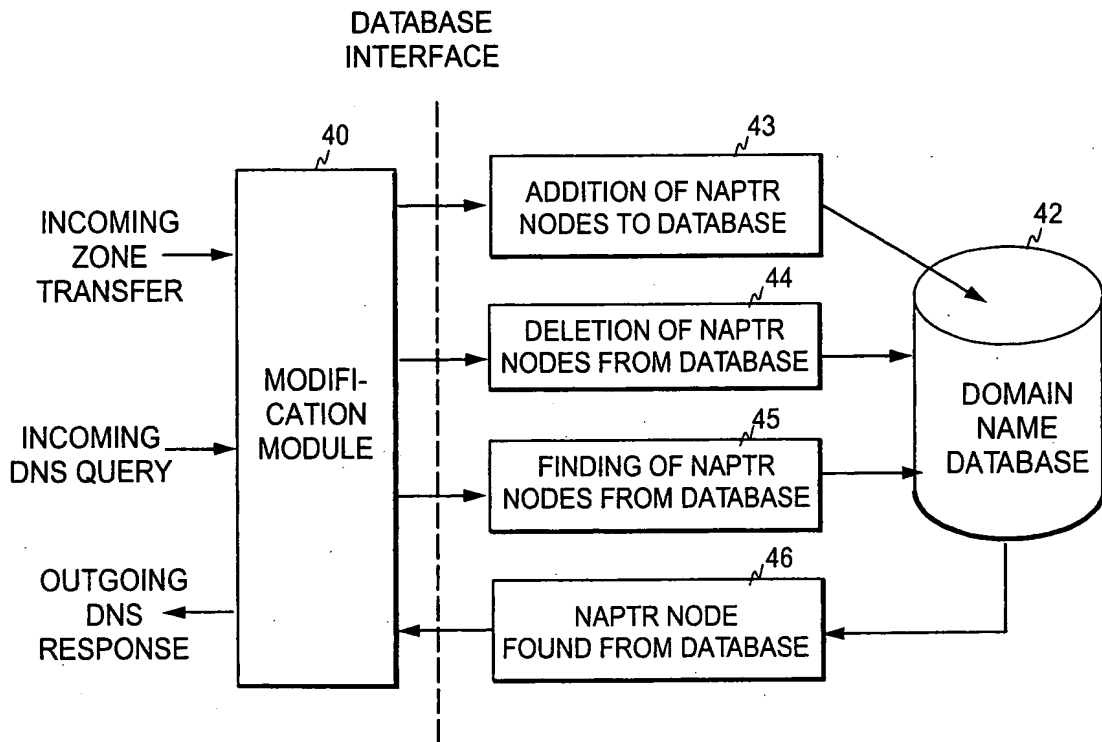 DATABASE
INTERFACE
40
43
ADDITION OF NAPTR
NODES TO DATABASE
INCOMING
ZONE
TRANSFER
42
44
DELETION OF NAPTR
NODES FROM DATABASE
MODIFI-
CATION
MODULE
DOMAIN
NAME
DATABASE
INCOMING
DNS QUERY
45
FINDING OF NAPTR
NODES FROM DATABASE
46
OUTGOING
DNS
RESPONSE
NAPTR NODE
FOUND FROM DATABASE